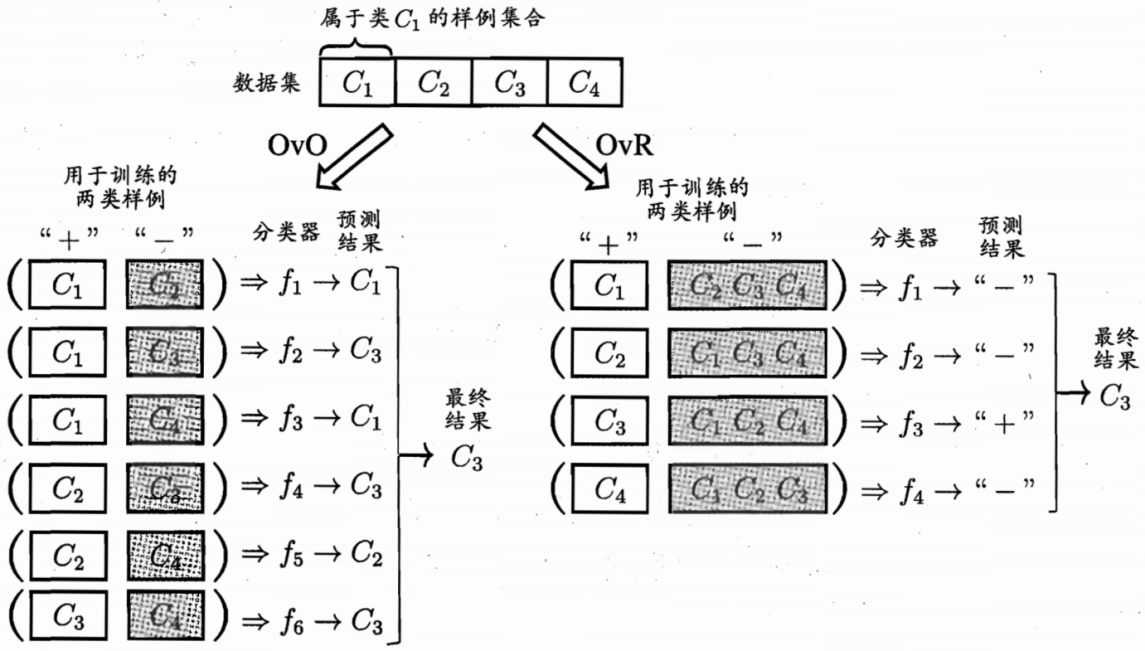 属于类C₁的样例集合
数据集 C₁ C₂ C₃ C₄
OvO
用于训练的
两类样例
“+” “−” 分类器 预测
结果
( C₁ C₂ ) ⇒ f₁ → C₁
( C₁ C₃ ) ⇒ f₂ → C₃
( C₁ C₄ ) ⇒ f₃ → C₁
( C₂ C₃ ) ⇒ f₄ → C₃
( C₂ C₄ ) ⇒ f₅ → C₂
( C₃ C₄ ) ⇒ f₆ → C₃
最终
结果
C₃
OvR
用于训练的
两类样例
“+” “−” 分类器 预测
结果
( C₁ C₂ C₃ C₄ ) ⇒ f₁ → “−”
( C₂ C₁ C₃ C₄ ) ⇒ f₂ → “−”
( C₃ C₁ C₂ C₄ ) ⇒ f₃ → “+”
( C₄ C₁ C₂ C₃ ) ⇒ f₄ → “−”
最终
结果
C₃